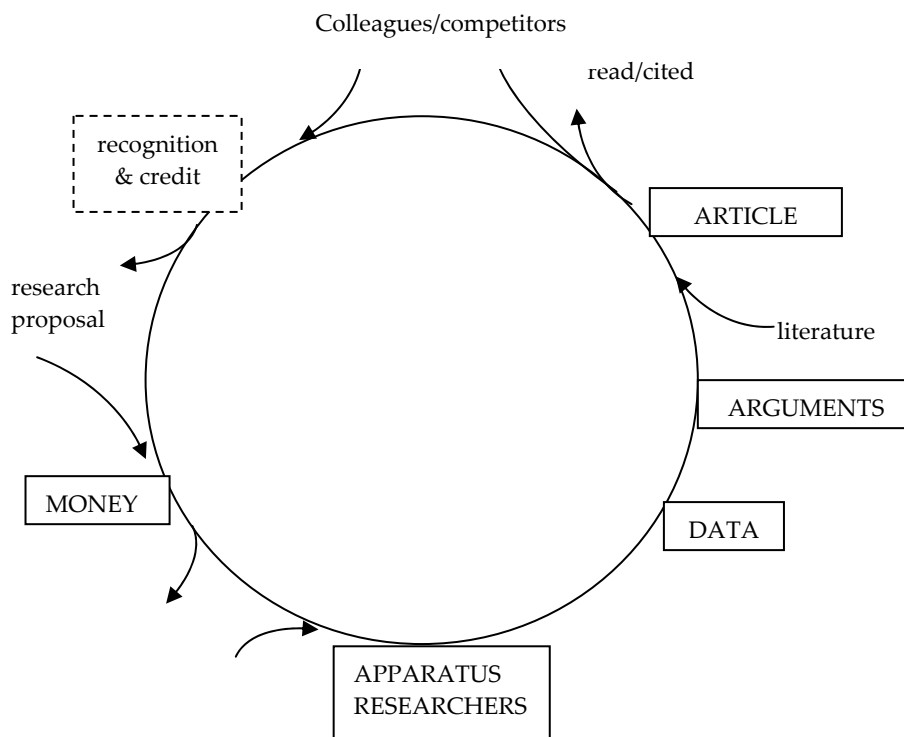 Colleagues/competitors
read/cited
recognition
& credit
ARTICLE
research
proposal
literature
ARGUMENTS
MONEY
DATA
APPARATUS
RESEARCHERS